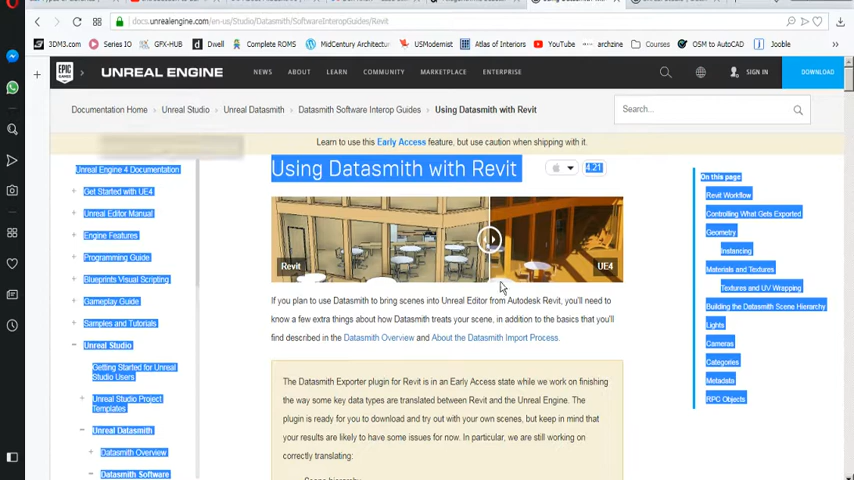 docs.unrealengine.com/en-us/Studio/Datasmith/SoftwareInteropGuides/Revit
3DM3.com
Series IO
GFX-HUB
Dwell
Complete ROMS
MidCentury Architectur
USModernist
Atlas of Interiors
YouTube
archzine
Courses
OSM to AutoCAD
Jooble
EPIC GAMES
UNREAL ENGINE
NEWS
ABOUT
LEARN
COMMUNITY
MARKETPLACE
ENTERPRISE
SIGN IN
DOWNLOAD
Documentation Home > Unreal Studio > Unreal Datasmith > Datasmith Software Interop Guides > Using Datasmith with Revit
Search...
Learn to use this Early Access feature, but use caution when shipping with it.
Unreal Engine 4 Documentation
Get Started with UE4
Unreal Editor Manual
Engine Features
Programming Guide
Blueprints Visual Scripting
Gameplay Guide
Samples and Tutorials
Unreal Studio
Getting Started for Unreal
Studio Users
Unreal Studio Project
Templates
Unreal Datasmith
Datasmith Overview
Datasmith Software
Using Datasmith with Revit
4.21
Revit
UE4
If you plan to use Datasmith to bring scenes into Unreal Editor from Autodesk Revit, you'll need to
know a few extra things about how Datasmith treats your scene, in addition to the basics that you'll
find described in the Datasmith Overview and About the Datasmith Import Process.
The Datasmith Exporter plugin for Revit is in an Early Access state while we work on finishing
the way some key data types are translated between Revit and the Unreal Engine. The
plugin is ready for you to download and try out with your own scenes, but keep in mind that
your results are likely to have some issues for now. In particular, we are still working on
correctly translating:
On this page:
Revit Workflow
Controlling What Gets Exported
Geometry
Instancing
Materials and Textures
Textures and UV Wrapping
Building the Datasmith Scene Hierarchy
Lights
Cameras
Categories
Metadata
RPC Objects